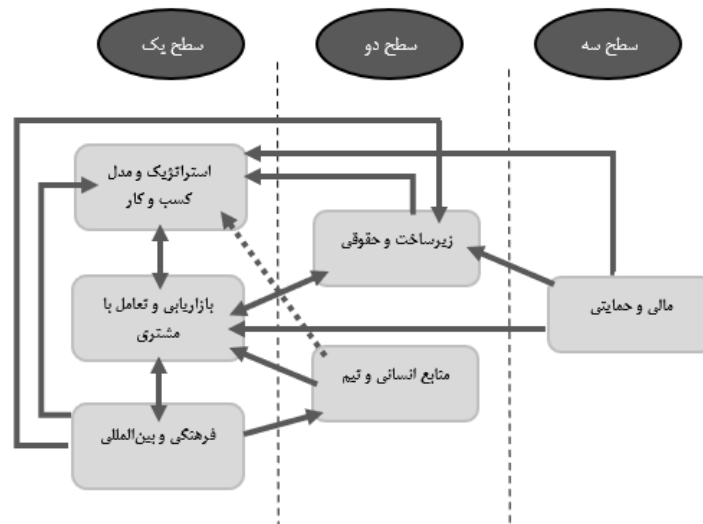 سطح سه
سطح دو
سطح یک
استراتژیک و مدل
کسب و کار
زیرساخت و حقوقی
مالی و حمایتی
بازاریابی و تعامل با
مشتری
منابع انسانی و تیم
فرهنگی و بین‌المللی